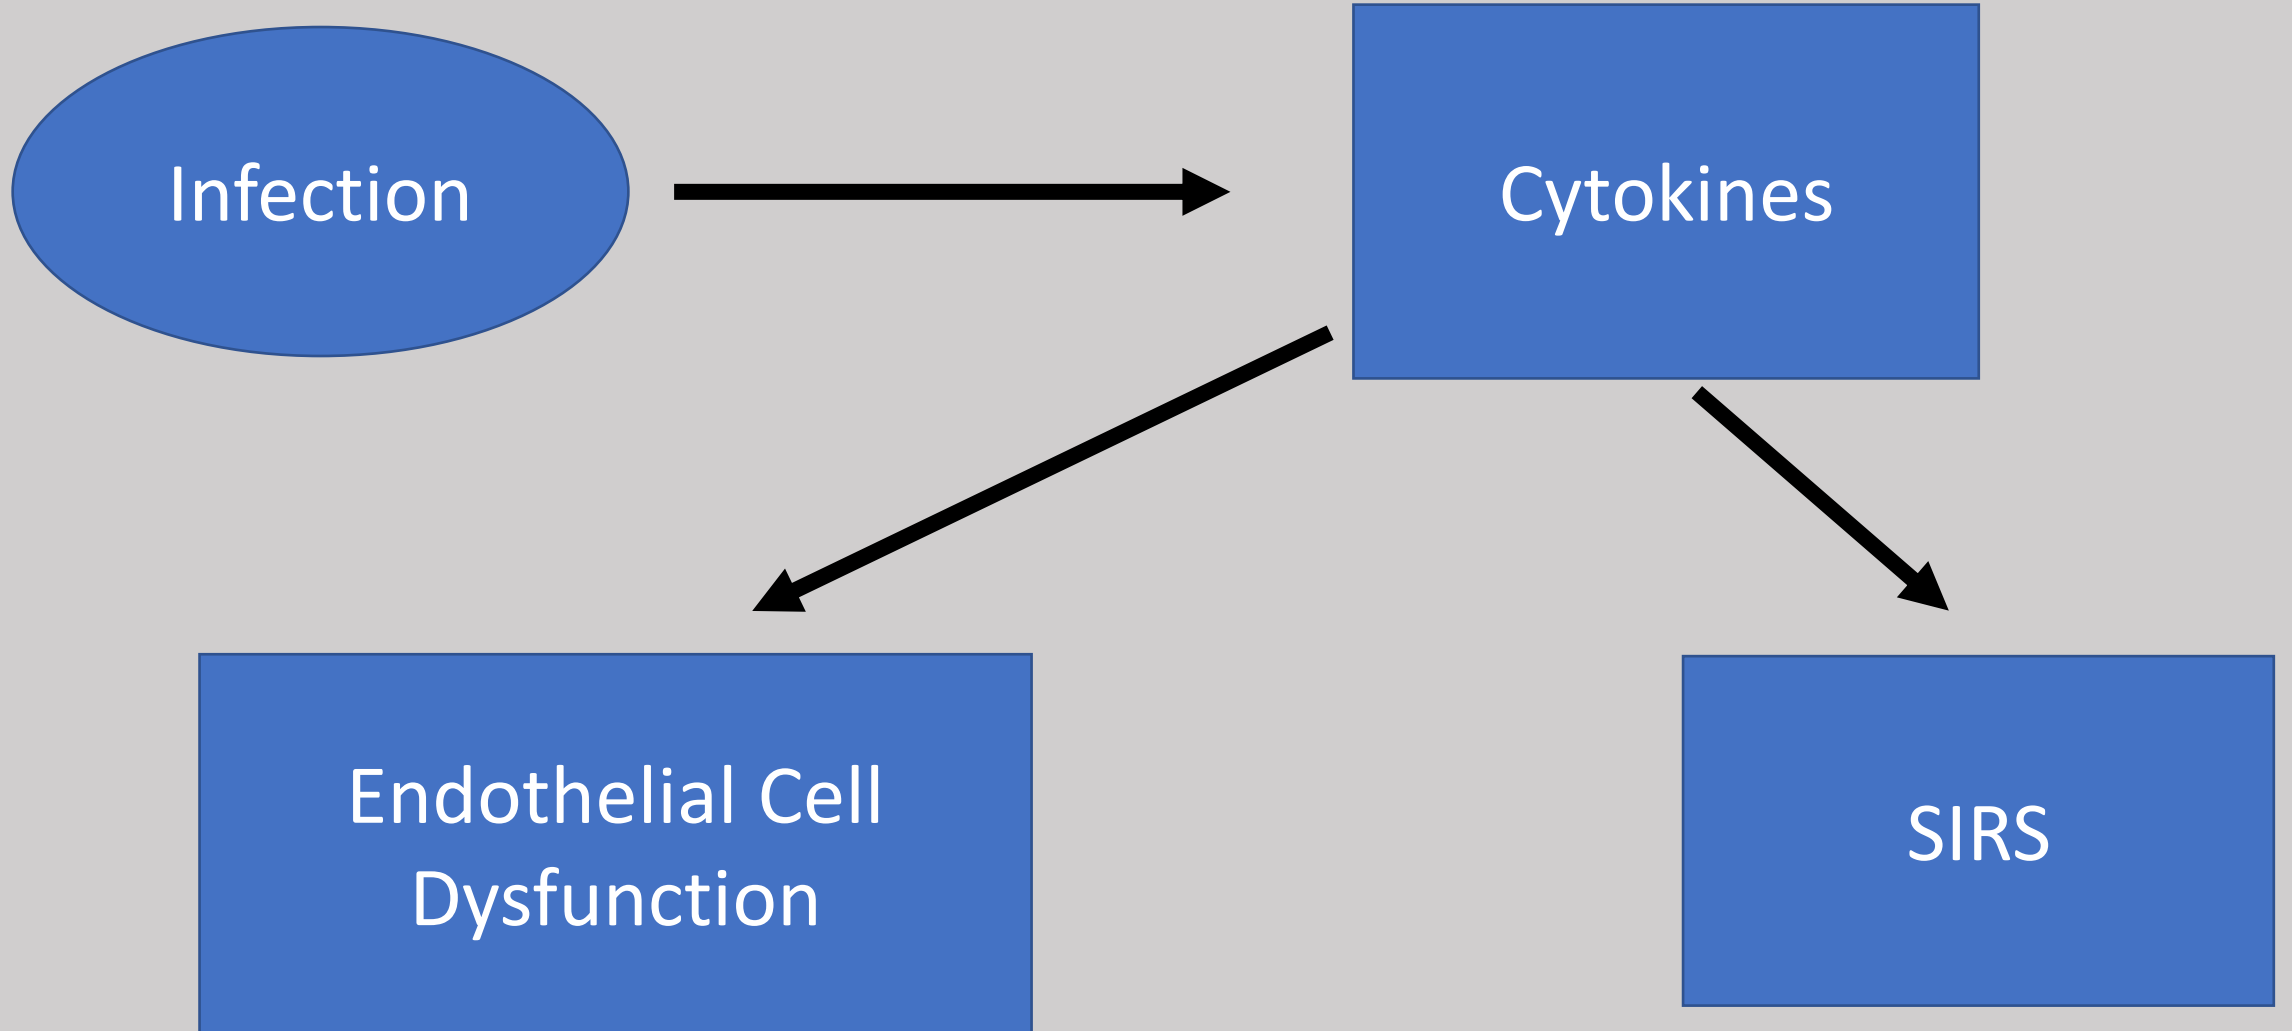 Infection
Cytokines
Endothelial Cell
Dysfunction
SIRS